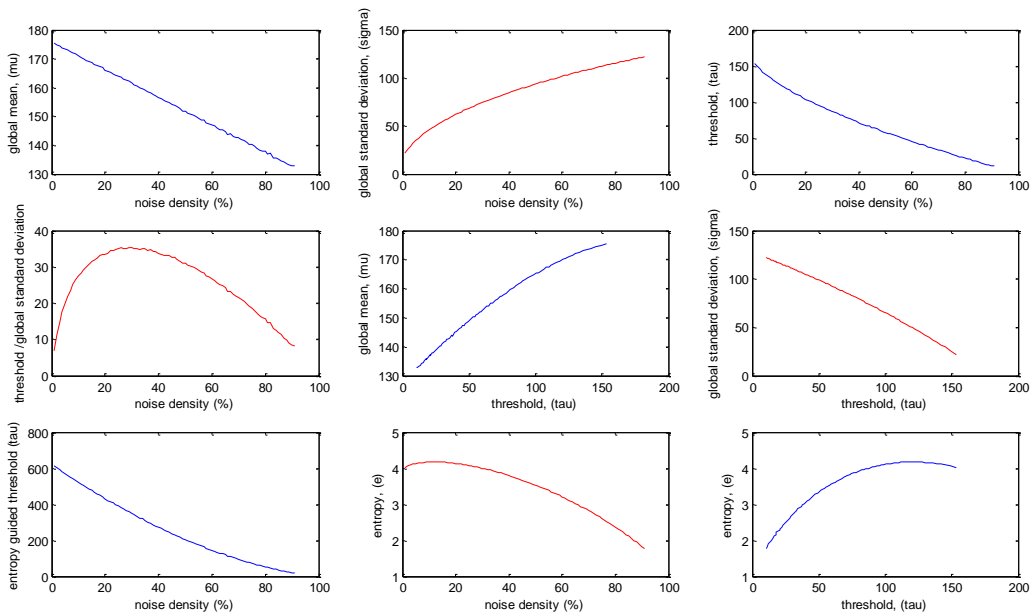 global mean, (mu)
180
170
160
150
140
130
0 20 40 60 80 100
noise density (%)
global standard deviation, (sigma)
150
100
50
0
0 20 40 60 80 100
noise density (%)
threshold, (tau)
200
150
100
50
0
0 20 40 60 80 100
noise density (%)
threshold /global standard deviation
40
30
20
10
0
0 20 40 60 80 100
noise density (%)
global mean, (mu)
180
170
160
150
140
130
0 50 100 150 200
threshold, (tau)
global standard deviation, (sigma)
150
100
50
0
0 50 100 150 200
threshold, (tau)
entropy guided threshold (tau)
800
600
400
200
0
0 20 40 60 80 100
noise density (%)
entropy, (e)
5
4
3
2
1
0 20 40 60 80 100
noise density (%)
entropy, (e)
5
4
3
2
1
0 50 100 150 200
threshold, (tau)